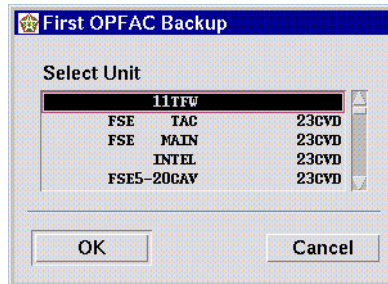 First OPFAC Backup
Select Unit
11TFW
FSE TAC 23CVD
FSE MAIN 23CVD
INTEL 23CVD
FSE5-20CAV 23CVD
OK Cancel